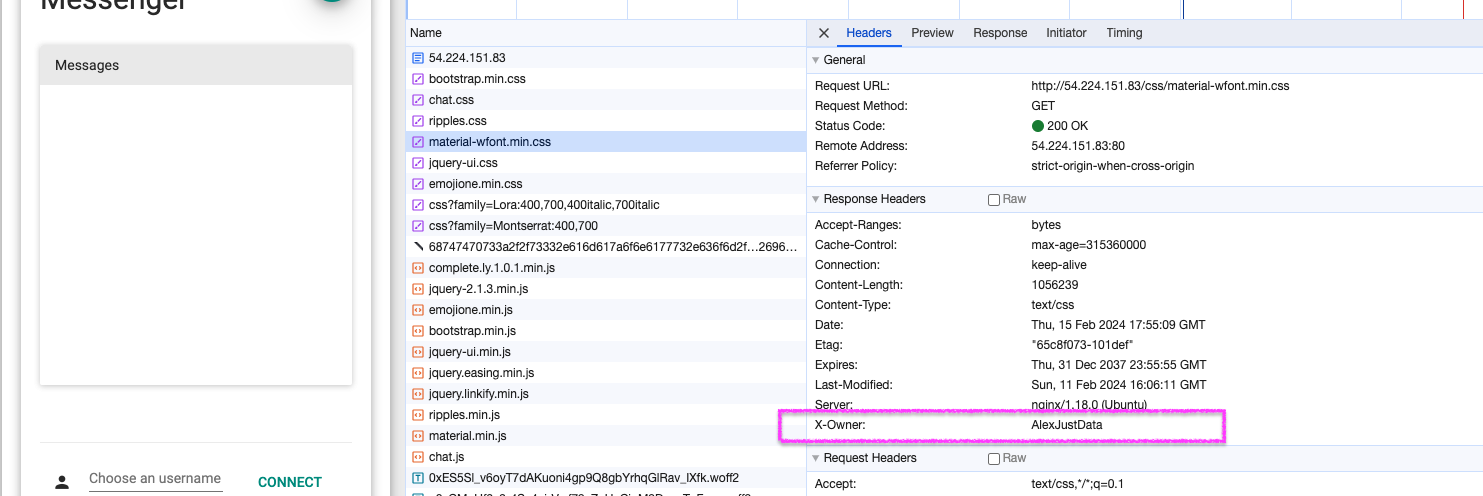 Messenger
Messages
Choose an username
CONNECT
Name
54.224.151.83
bootstrap.min.css
chat.css
ripples.css
material-wfont.min.css
jquery-ui.css
emojione.min.css
css?family=Lora:400,700,400italic,700italic
css?family=Montserrat:400,700
68747470733a2f2f73332e616d617a6f6e6177732e636f6d2f…2696…
complete.ly.1.0.1.min.js
jquery-2.1.3.min.js
emojione.min.js
bootstrap.min.js
jquery-ui.min.js
jquery.easing.min.js
jquery.linkify.min.js
ripples.min.js
material.min.js
chat.js
0xES5Sl_v6oyT7dAKuoni4gp9Q8gbYrhqGlRav_IXfk.woff2
Headers Preview Response Initiator Timing
General
Request URL: http://54.224.151.83/css/material-wfont.min.css
Request Method: GET
Status Code: 200 OK
Remote Address: 54.224.151.83:80
Referrer Policy: strict-origin-when-cross-origin
Response Headers Raw
Accept-Ranges: bytes
Cache-Control: max-age=315360000
Connection: keep-alive
Content-Length: 1056239
Content-Type: text/css
Date: Thu, 15 Feb 2024 17:55:09 GMT
Etag: "65c8f073-101def"
Expires: Thu, 31 Dec 2037 23:55:55 GMT
Last-Modified: Sun, 11 Feb 2024 16:06:11 GMT
Server: nginx/1.18.0 (Ubuntu)
X-Owner: AlexJustData
Request Headers Raw
Accept: text/css,*/*;q=0.1